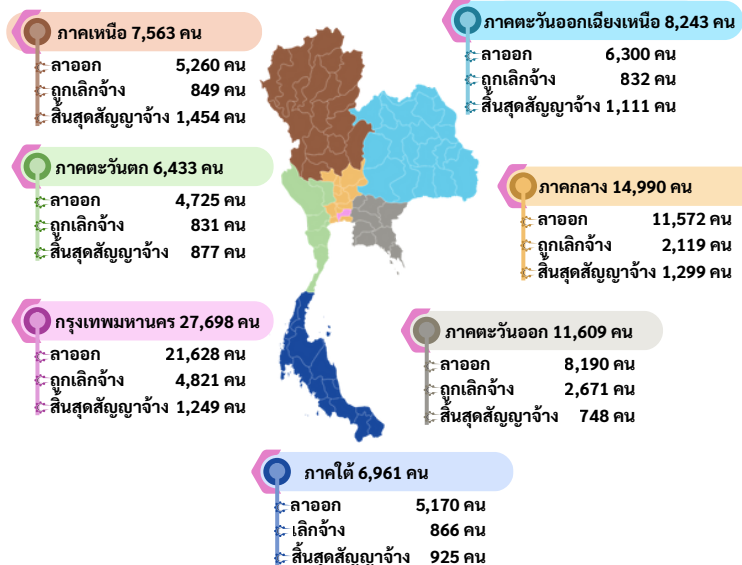 ภาคเหนือ 7,563 คน
ลาออก 5,260 คน
ถูกเลิกจ้าง 849 คน
สิ้นสุดสัญญาจ้าง 1,454 คน
ภาคตะวันออกเฉียงเหนือ 8,243 คน
ลาออก 6,300 คน
ถูกเลิกจ้าง 832 คน
สิ้นสุดสัญญาจ้าง 1,111 คน
ภาคตะวันตก 6,433 คน
ลาออก 4,725 คน
ถูกเลิกจ้าง 831 คน
สิ้นสุดสัญญาจ้าง 877 คน
ภาคกลาง 14,990 คน
ลาออก 11,572 คน
ถูกเลิกจ้าง 2,119 คน
สิ้นสุดสัญญาจ้าง 1,299 คน
กรุงเทพมหานคร 27,698 คน
ลาออก 21,628 คน
ถูกเลิกจ้าง 4,821 คน
สิ้นสุดสัญญาจ้าง 1,249 คน
ภาคตะวันออก 11,609 คน
ลาออก 8,190 คน
ถูกเลิกจ้าง 2,671 คน
สิ้นสุดสัญญาจ้าง 748 คน
ภาคใต้ 6,961 คน
ลาออก 5,170 คน
เลิกจ้าง 866 คน
สิ้นสุดสัญญาจ้าง 925 คน